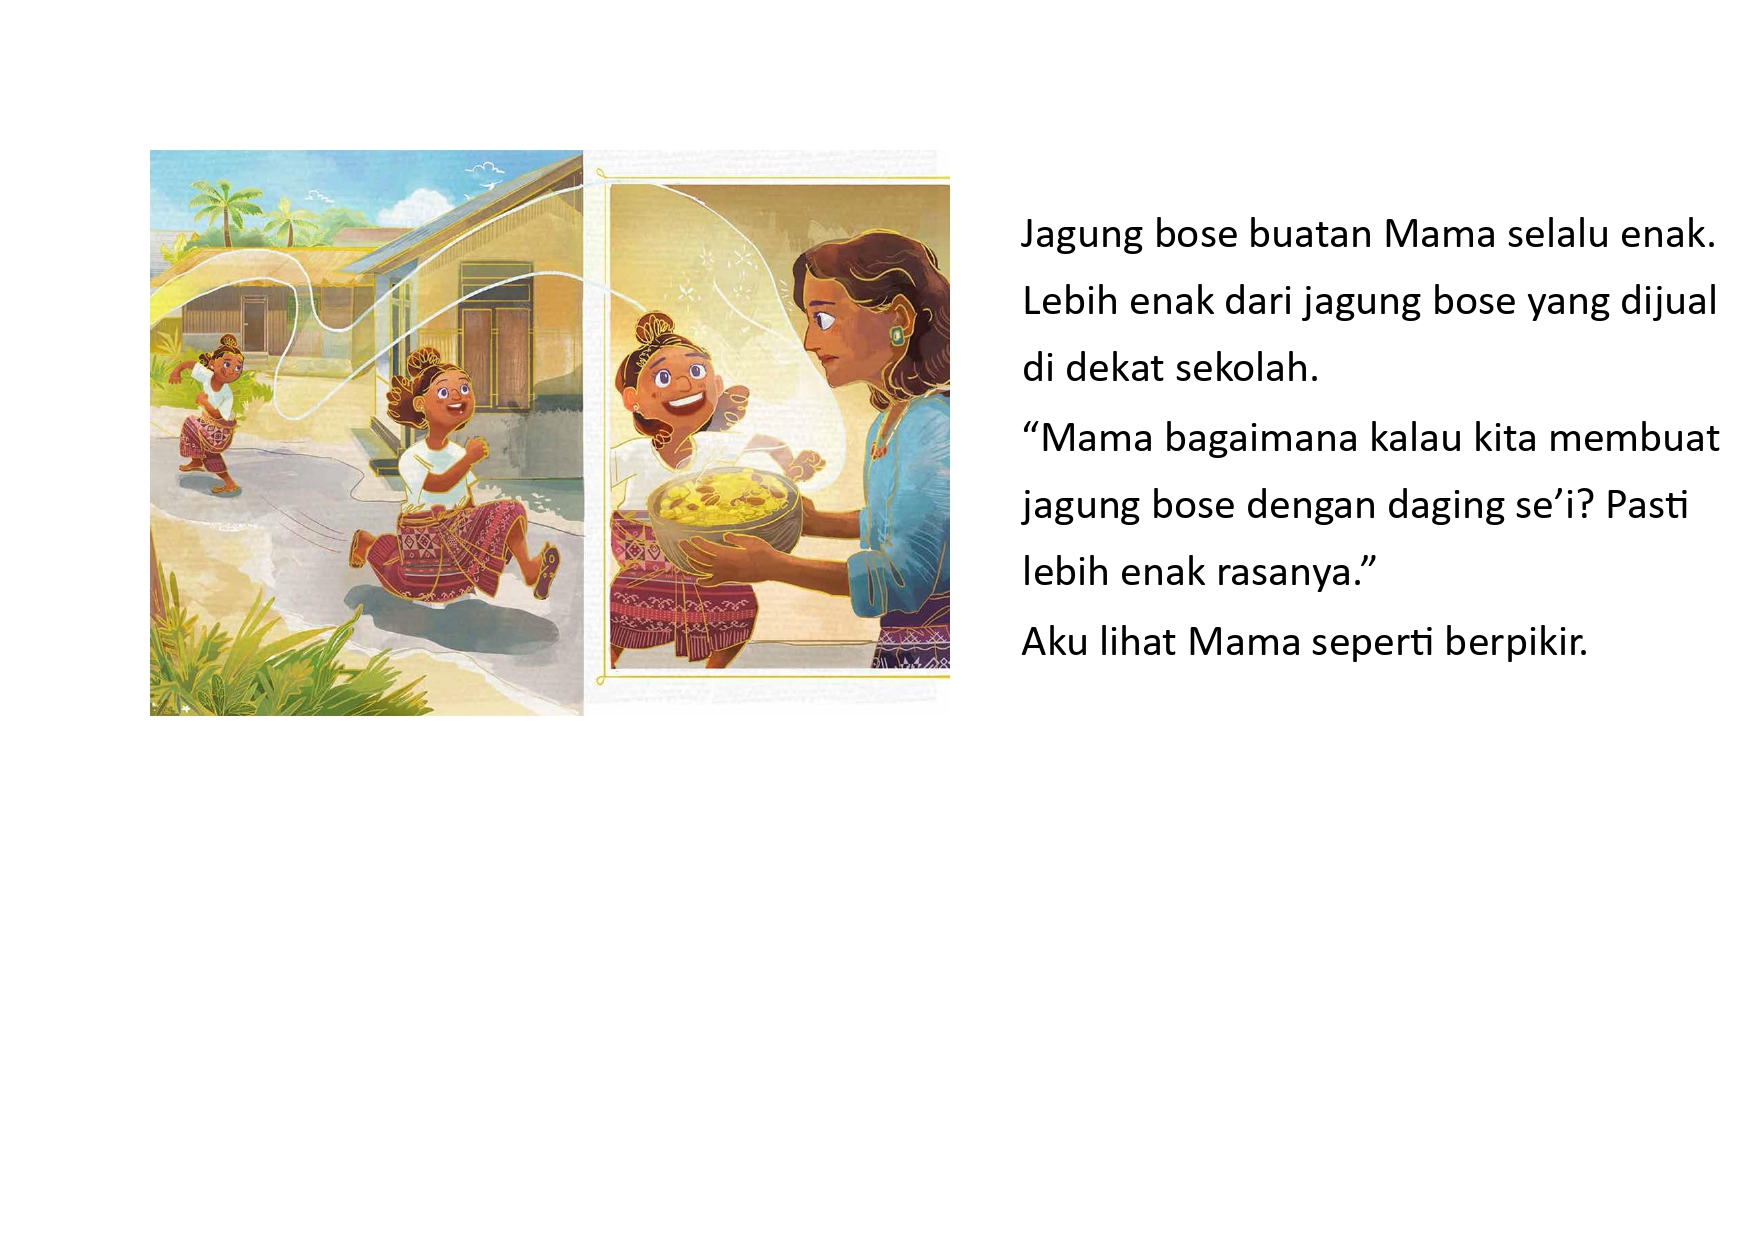 Jagung bose buatan Mama selalu enak.
Lebih enak dari jagung bose yang dijual
di dekat sekolah.
“Mama bagaimana kalau kita membuat
jagung bose dengan daging se’i? Pasti
lebih enak rasanya.”
Aku lihat Mama seperti berpikir.